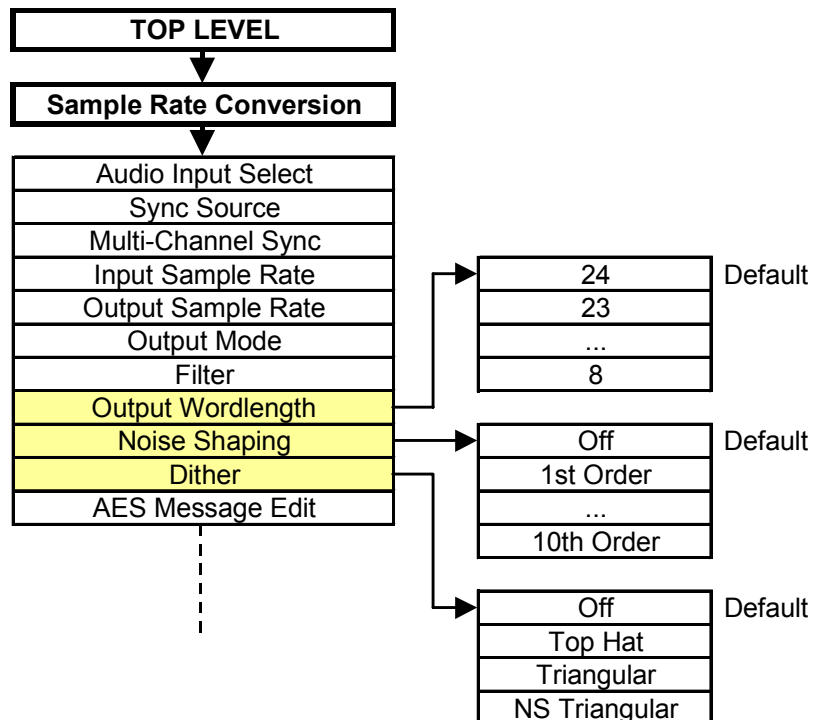 TOP LEVEL
Sample Rate Conversion
Audio Input Select
Sync Source
Multi-Channel Sync
Input Sample Rate
Output Sample Rate
Output Mode
Filter
Output Wordlength
Noise Shaping
Dither
AES Message Edit
24 Default
23
...
8
Off Default
1st Order
...
10th Order
Off Default
Top Hat
Triangular
NS Triangular